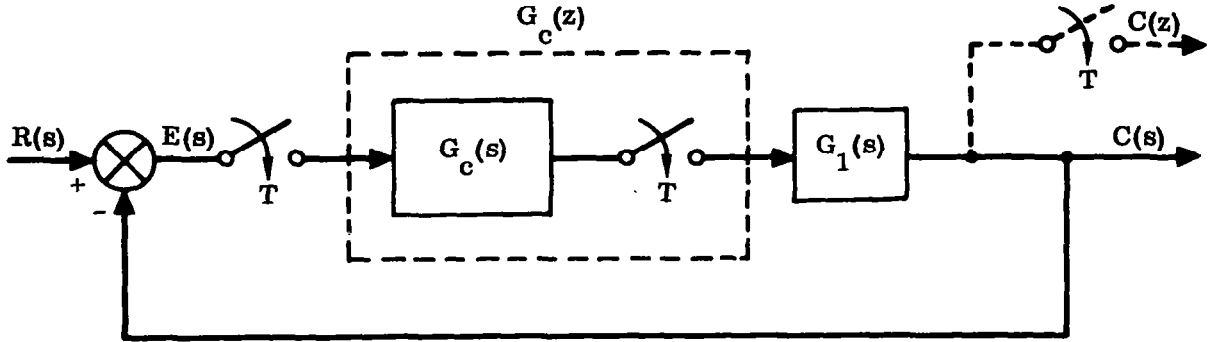 G_c(z)
C(z)
T
R(s)
+
-
E(s)
T
G_c(s)
T
G_1(s)
C(s)